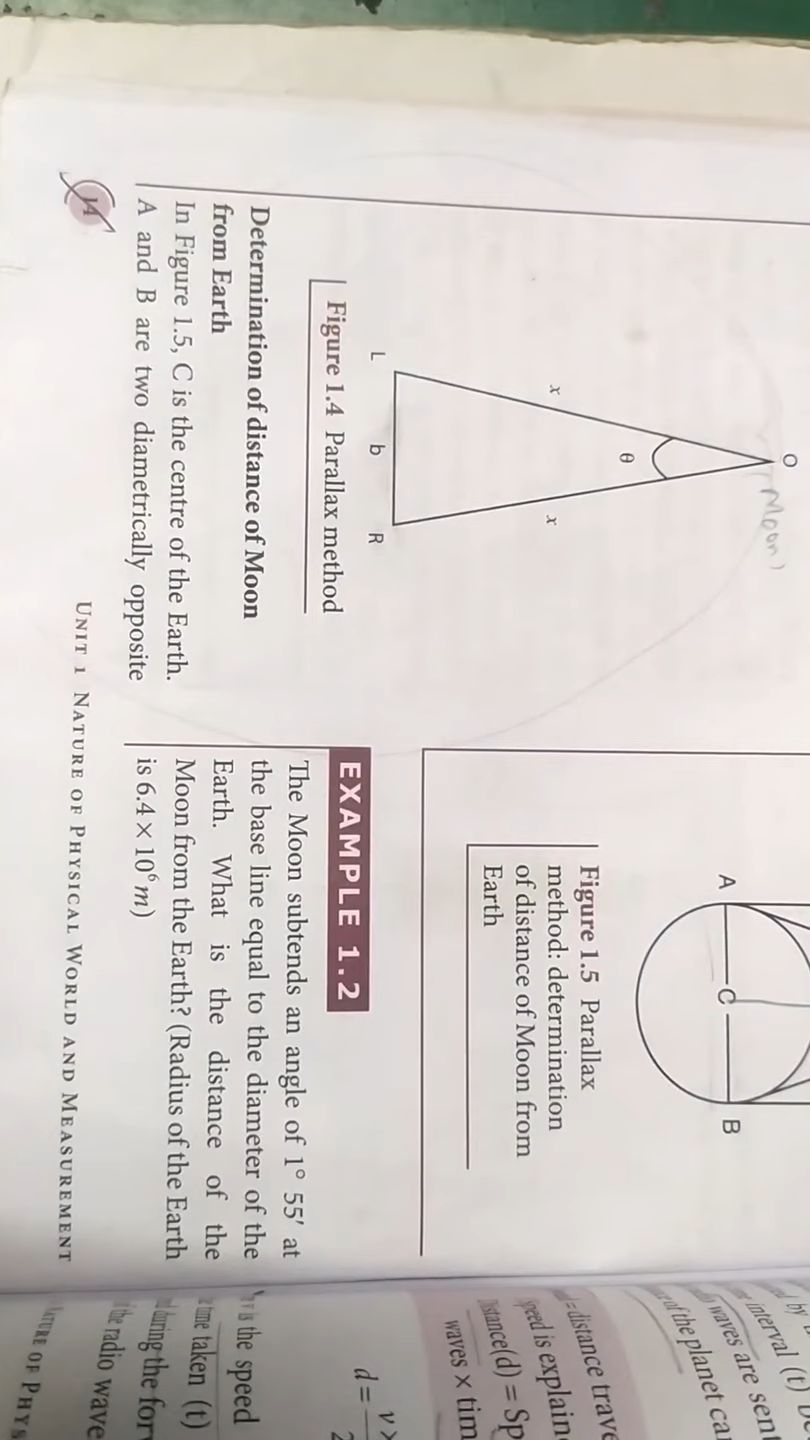 O
Moon
x
θ
x
L
b
R
Figure 1.4 Parallax method
Determination of distance of Moon
from Earth
In Figure 1.5, C is the centre of the Earth.
A and B are two diametrically opposite
A
C
B
Figure 1.5 Parallax
method: determination
of distance of Moon from
Earth
EXAMPLE 1.2
The Moon subtends an angle of 1° 55′ at
the base line equal to the diameter of the
Earth. What is the distance of the
Moon from the Earth? (Radius of the Earth
is 6.4 × 10⁶ m)
14
UNIT 1 NATURE OF PHYSICAL WORLD AND MEASUREMENT
interval (t)
waves are sent
of the planet
= distance
speed is
Distance(d) = Sp
waves × tim
d = v
2
is the speed
time taken (t)
during the
the radio wave
NATURE OF PHYS